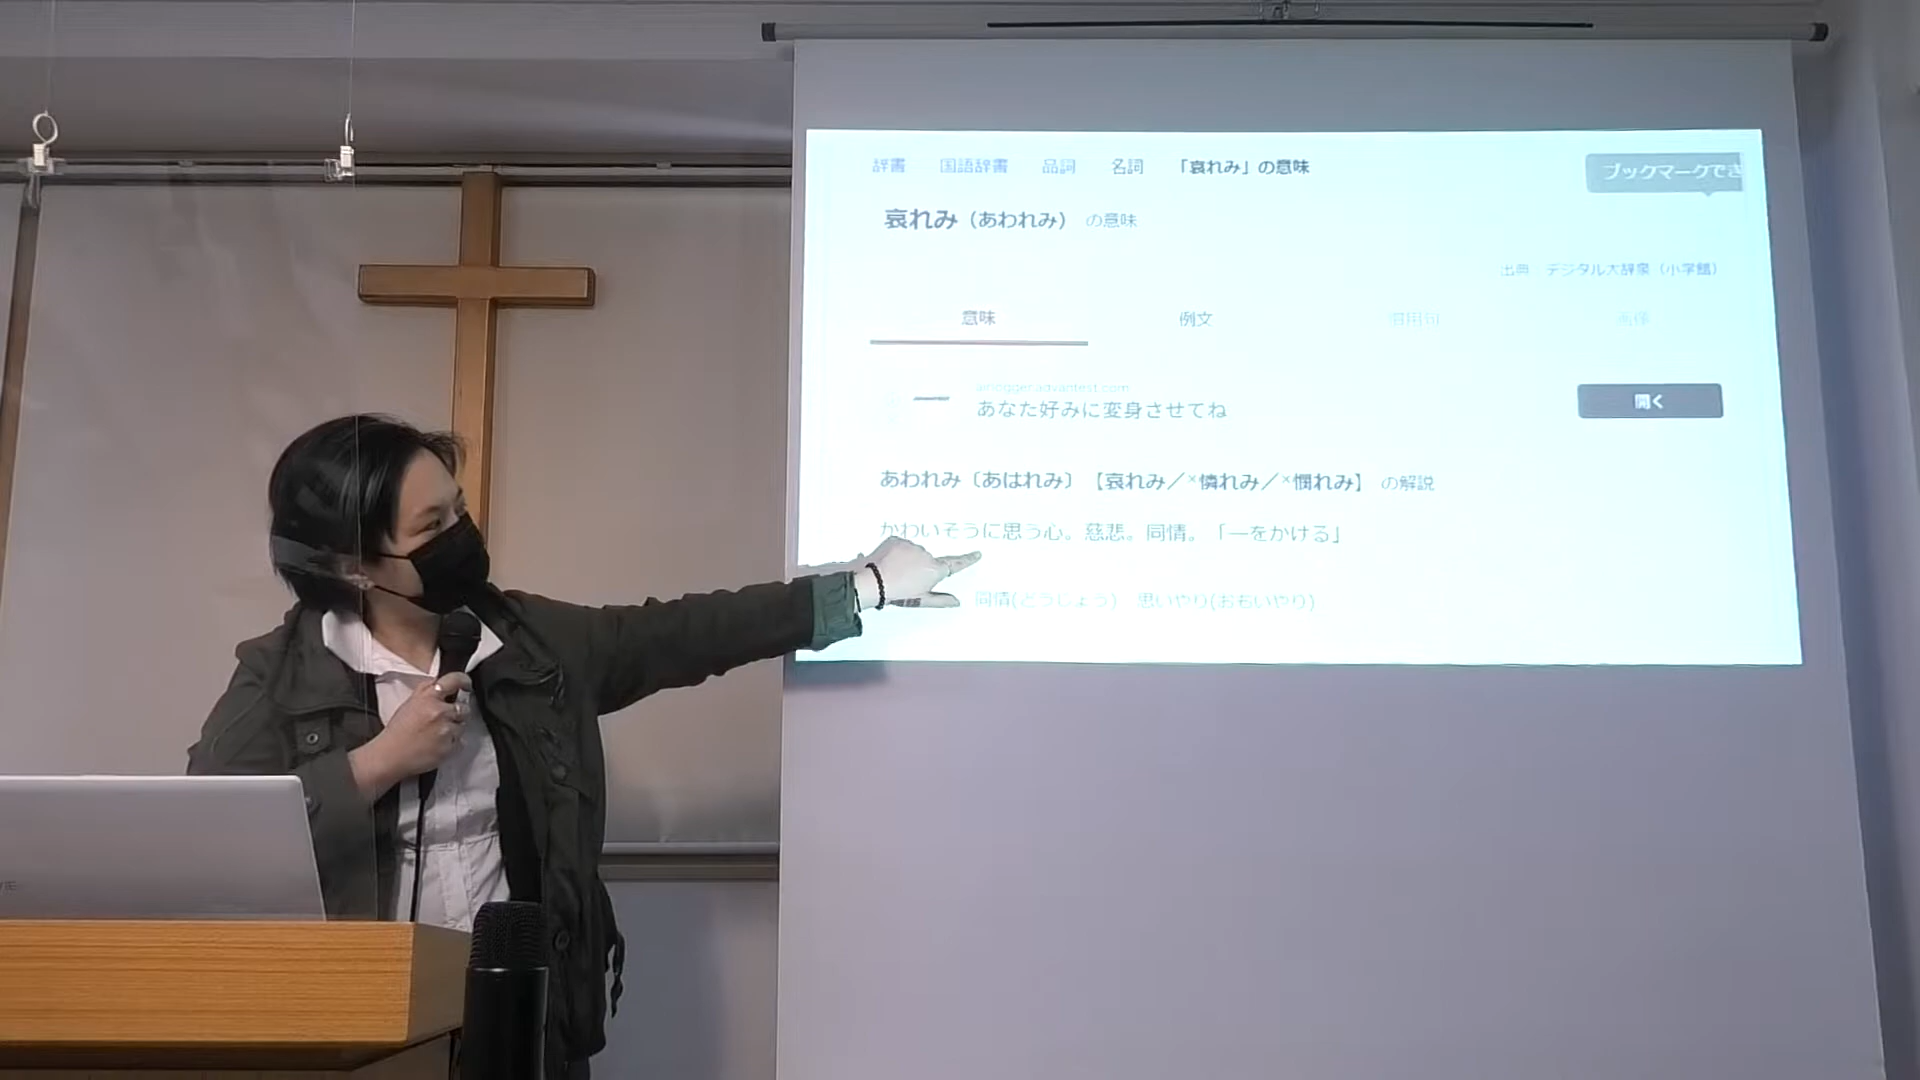 辞書 国語辞書 品詞 名詞 「哀れみ」の意味
ブックマークでき
哀れみ（あわれみ） の意味
出典 デジタル大辞泉（小学館）
意味 例文 慣用句 画像
あなた好みに変身させてね
開く
あわれみ〔あはれみ〕【哀れみ／×憐れみ／×憫れみ】 の解説
かわいそうに思う心。慈悲。同情。「―をかける」
同情(どうじょう) 思いやり(おもいやり)